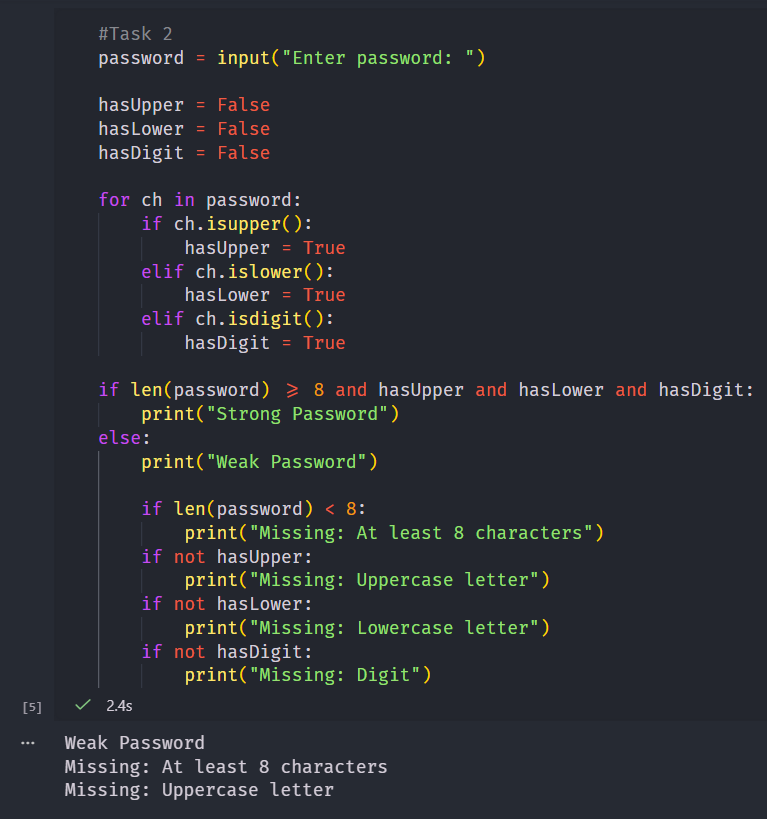 #Task 2
password = input("Enter password: ")

hasUpper = False
hasLower = False
hasDigit = False

for ch in password:
    if ch.isupper():
        hasUpper = True
    elif ch.islower():
        hasLower = True
    elif ch.isdigit():
        hasDigit = True

if len(password) >= 8 and hasUpper and hasLower and hasDigit:
    print("Strong Password")
else:
    print("Weak Password")

    if len(password) < 8:
        print("Missing: At least 8 characters")
    if not hasUpper:
        print("Missing: Uppercase letter")
    if not hasLower:
        print("Missing: Lowercase letter")
    if not hasDigit:
        print("Missing: Digit")
[5] ✓ 2.4s
... Weak Password
Missing: At least 8 characters
Missing: Uppercase letter